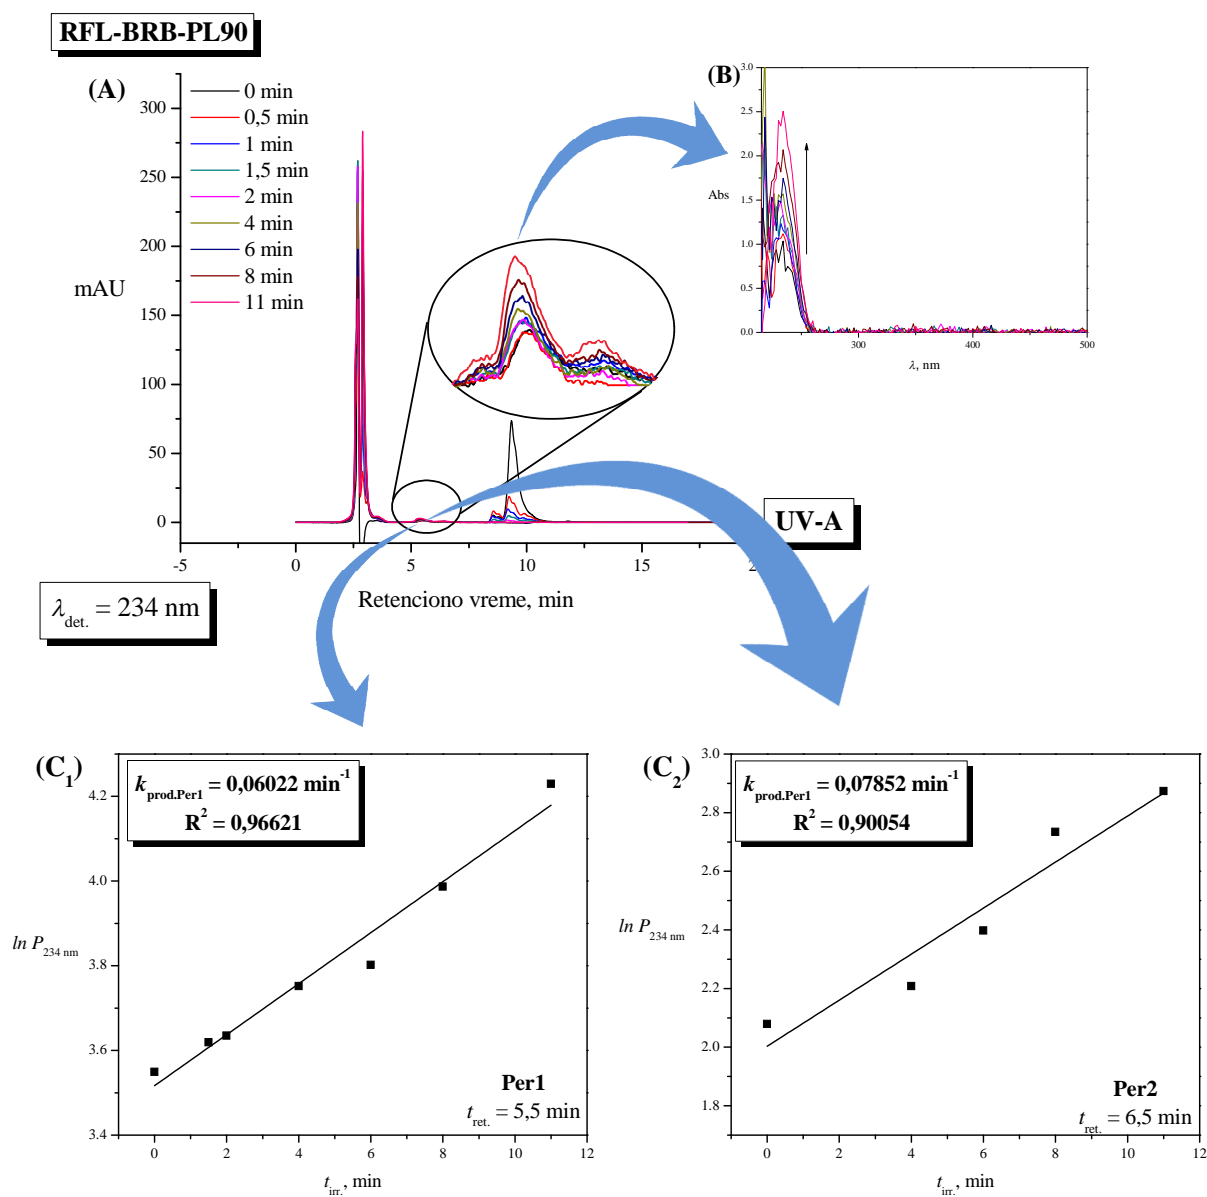 RFL-BRB-PL90
(A)
0 min
0,5 min
1 min
1,5 min
2 min
4 min
6 min
8 min
11 min
mAU
300
250
200
150
100
50
0
-5 0 5 10 15 2
Retenciono vreme, min
λdet. = 234 nm
UV-A
(B)
Abs
3.0
2.5
2.0
1.5
1.0
0.5
0.0
300 400 500
λ, nm
(C1)
kprod.Per1 = 0,06022 min-1
R2 = 0,96621
ln P234 nm
4.2
4.0
3.8
3.6
3.4
Per1
tret. = 5,5 min
0 2 4 6 8 10 12
tirr., min
(C2)
kprod.Per1 = 0,07852 min-1
R2 = 0,90054
ln P234 nm
3.0
2.8
2.6
2.4
2.2
2.0
1.8
Per2
tret. = 6,5 min
0 2 4 6 8 10 12
tirr., min